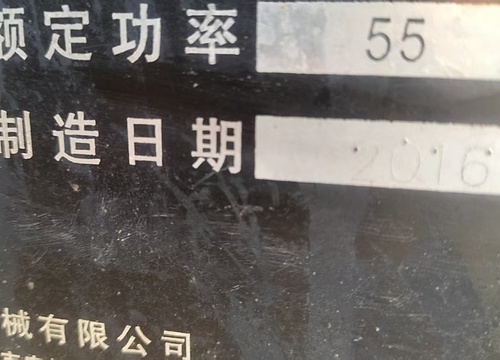 额定功率 55
制造日期 2016
械有限公司